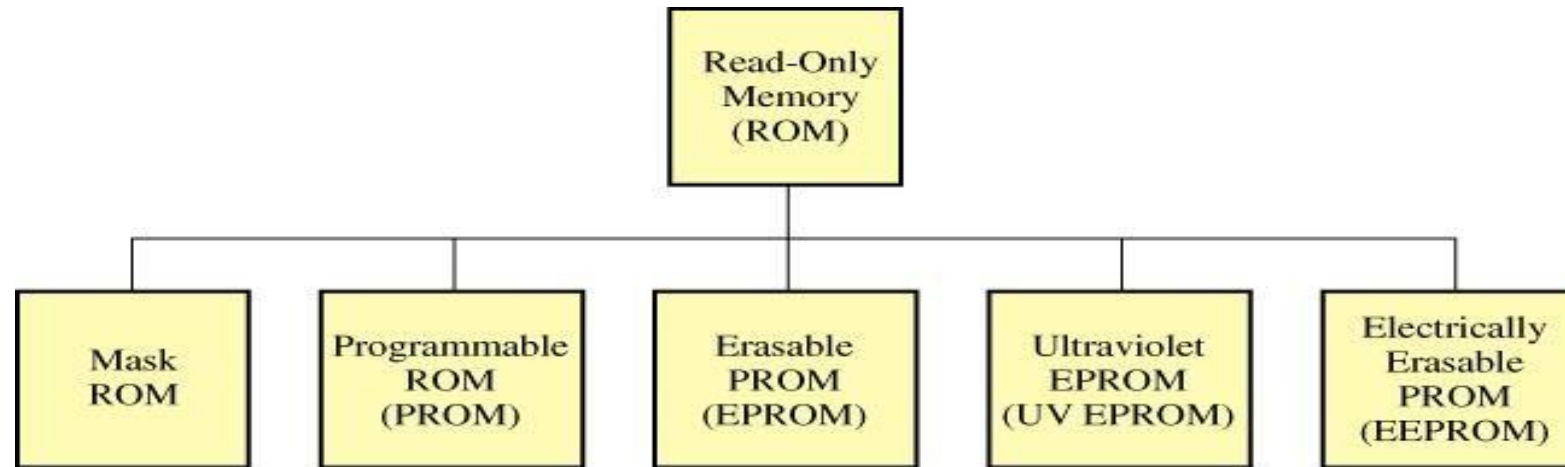 Read-Only
Memory
(ROM)
Mask
ROM
Programmable
ROM
(PROM)
Erasable
PROM
(EPROM)
Ultraviolet
EPROM
(UV EPROM)
Electrically
Erasable
PROM
(EEPROM)